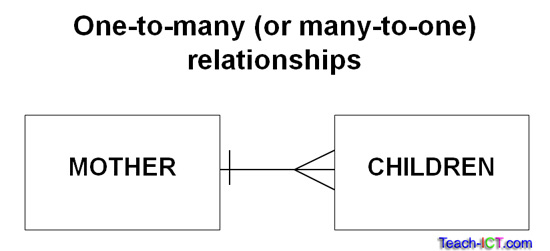 One-to-many (or many-to-one)
relationships
MOTHER
CHILDREN
Teach-ICT.com